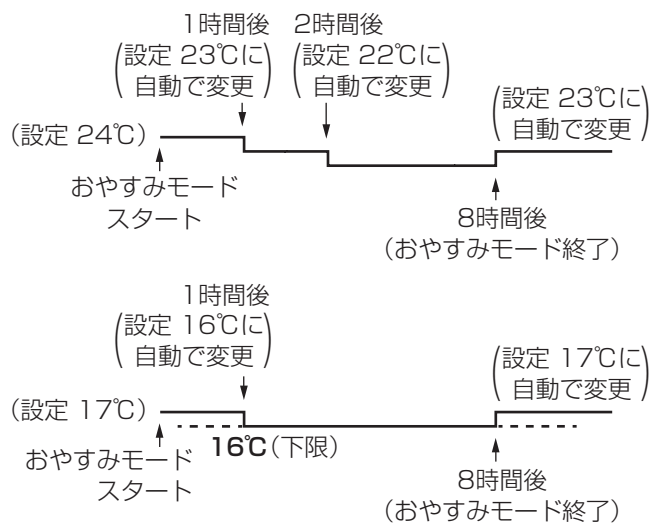 1時間後
(設定 23℃に
自動で変更)
2時間後
(設定 22℃に
自動で変更)
(設定 23℃に
自動で変更)
(設定 24℃)
おやすみモード
スタート
8時間後
(おやすみモード終了)
1時間後
(設定 16℃に
自動で変更)
(設定 17℃に
自動で変更)
(設定 17℃)
16℃(下限)
おやすみモード
スタート
8時間後
(おやすみモード終了)